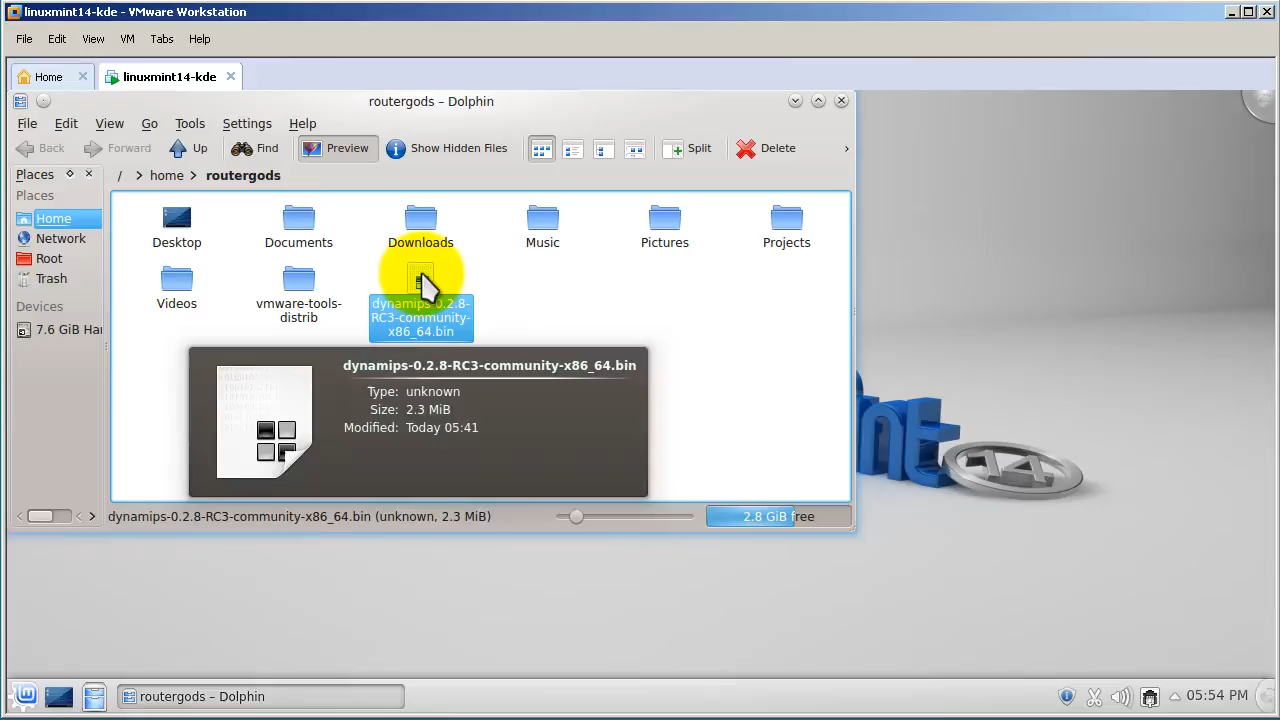 linuxmint14-kde - VMware Workstation
File Edit View VM Tabs Help
Home linuxmint14-kde
routergods – Dolphin
File Edit View Go Tools Settings Help
Back Forward Up Find Preview Show Hidden Files Split Delete
Places / home routergods
Places
Home
Network
Root
Trash
Devices
7.6 GiB Har
Desktop Documents Downloads Music Pictures Projects
Videos vmware-tools-
distrib dynamips-0.2.8-
RC3-community-
x86_64.bin
dynamips-0.2.8-RC3-community-x86_64.bin
Type: unknown
Size: 2.3 MiB
Modified: Today 05:41
dynamips-0.2.8-RC3-community-x86_64.bin (unknown, 2.3 MiB) 2.8 GiB free
14
routergods – Dolphin 05:54 PM